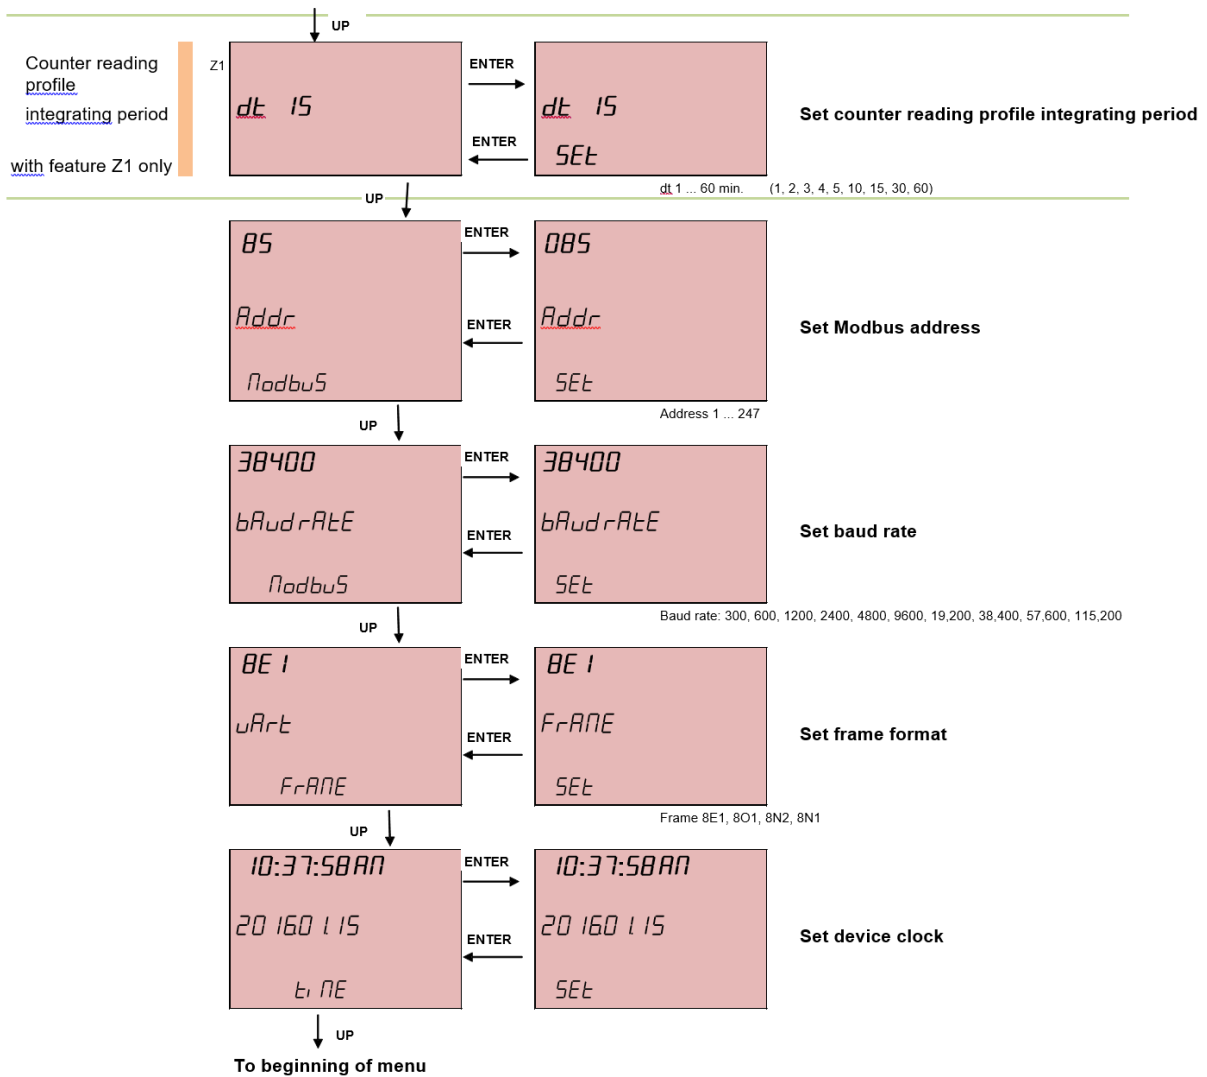 UP
Counter reading
profile
integrating period
with feature Z1 only
Z1
dt 15
ENTER
ENTER
dt 15
SEt
Set counter reading profile integrating period
dt 1 ... 60 min. (1, 2, 3, 4, 5, 10, 15, 30, 60)
UP
85
Addr
ModbuS
ENTER
ENTER
085
Addr
SEt
Set Modbus address
Address 1 ... 247
UP
38400
bAudrAtE
ModbuS
ENTER
ENTER
38400
bAudrAtE
SEt
Set baud rate
Baud rate: 300, 600, 1200, 2400, 4800, 9600, 19,200, 38,400, 57,600, 115,200
UP
8E1
uArt
FrAME
ENTER
ENTER
8E1
FrAME
SEt
Set frame format
Frame 8E1, 8O1, 8N2, 8N1
UP
10:37:58AM
2016.01.15
tiME
ENTER
ENTER
10:37:58AM
2016.01.15
SEt
Set device clock
UP
To beginning of menu